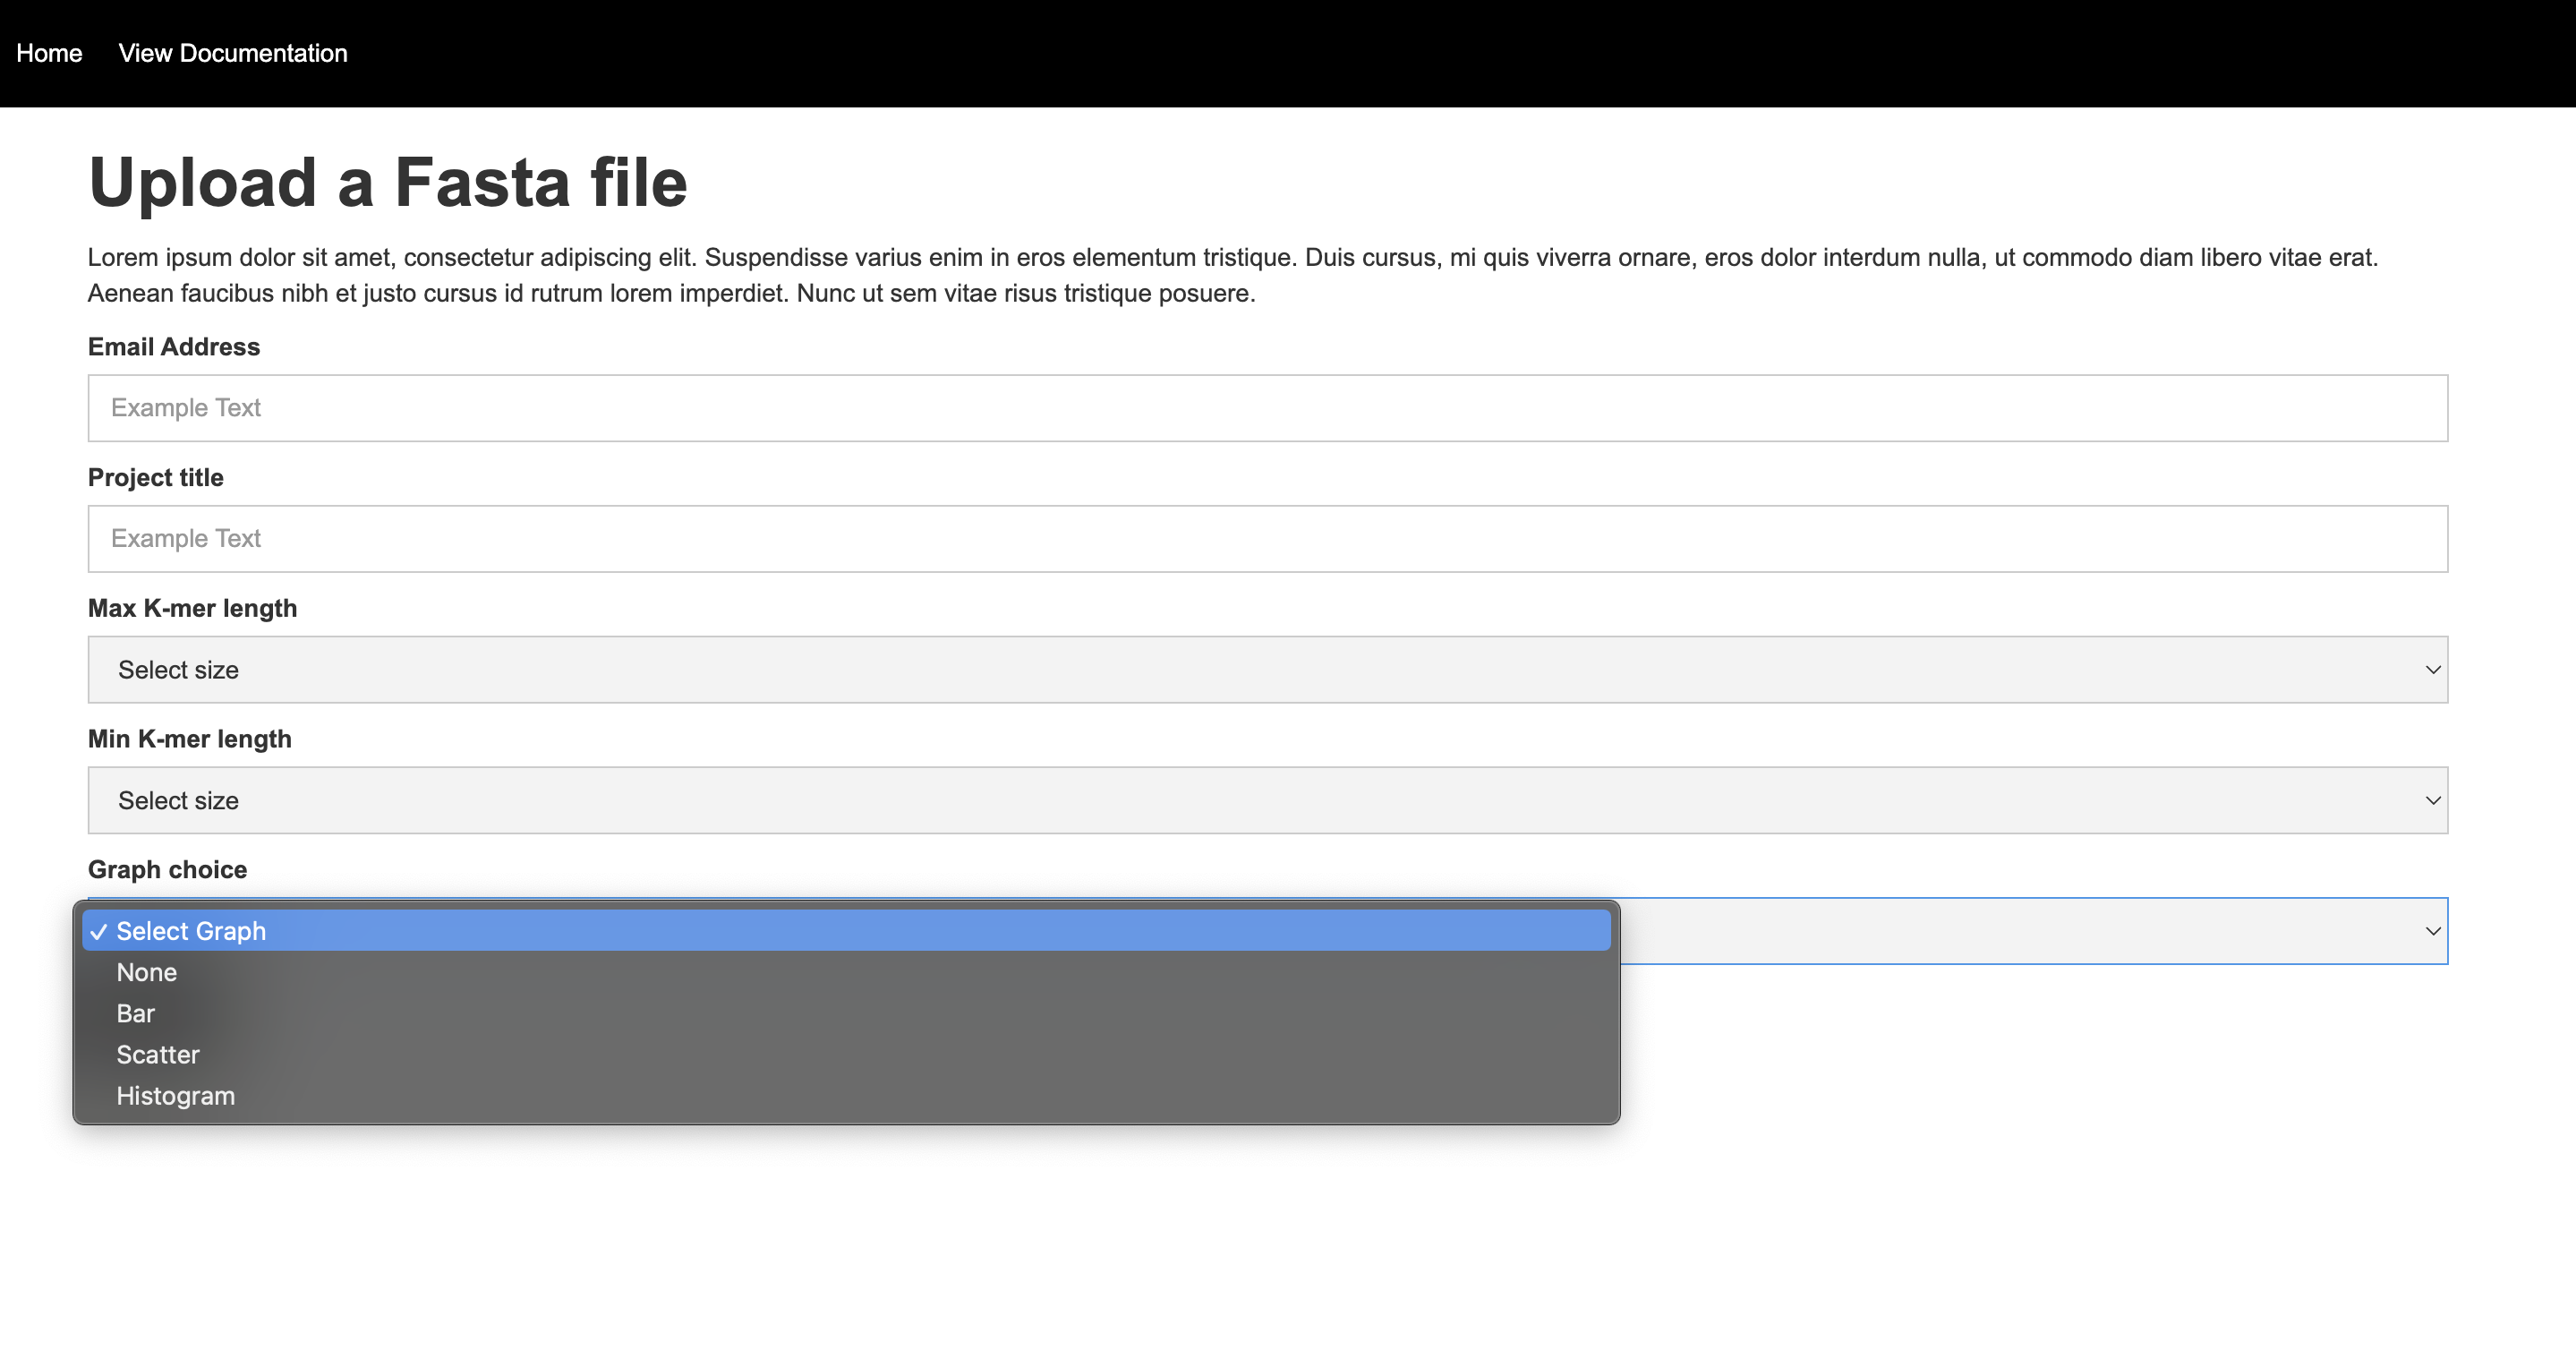 Home View Documentation
Upload a Fasta file
Lorem ipsum dolor sit amet, consectetur adipiscing elit. Suspendisse varius enim in eros elementum tristique. Duis cursus, mi quis viverra ornare, eros dolor interdum nulla, ut commodo diam libero vitae erat.
Aenean faucibus nibh et justo cursus id rutrum lorem imperdiet. Nunc ut sem vitae risus tristique posuere.
Email Address
Example Text
Project title
Example Text
Max K-mer length
Select size
Min K-mer length
Select size
Graph choice
✓ Select Graph
None
Bar
Scatter
Histogram